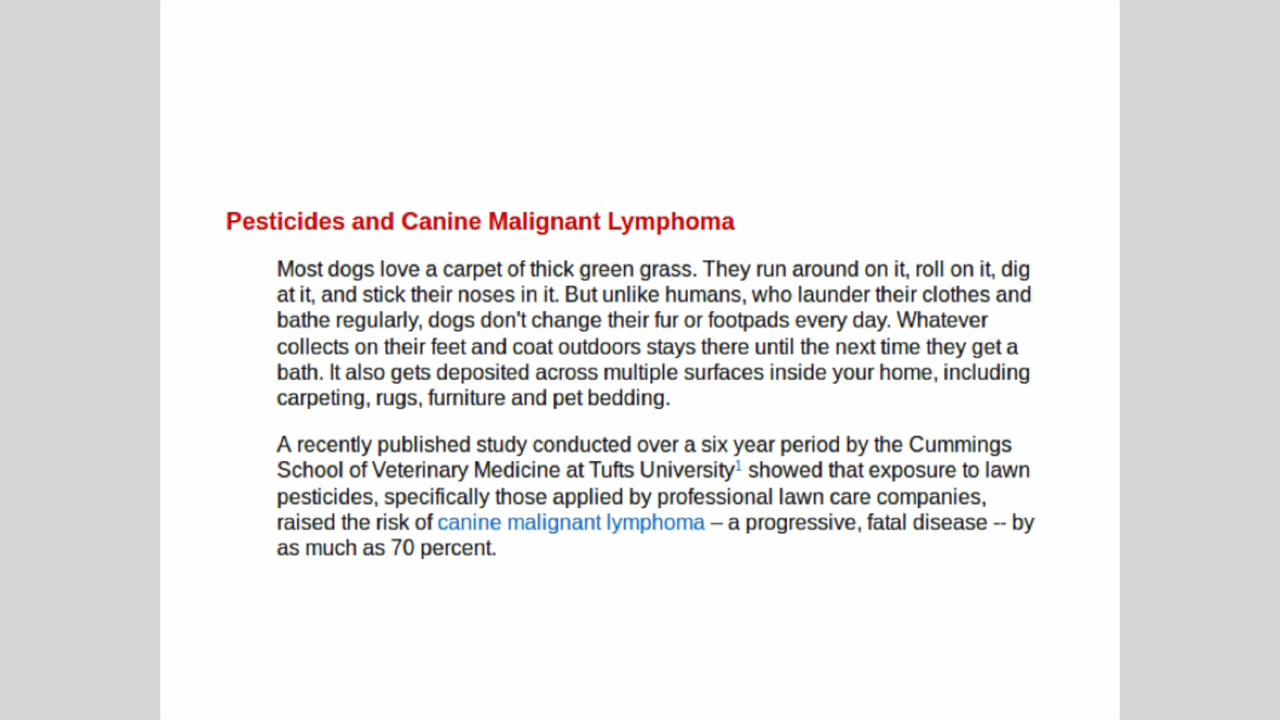 Pesticides and Canine Malignant Lymphoma
Most dogs love a carpet of thick green grass. They run around on it, roll on it, dig
at it, and stick their noses in it. But unlike humans, who launder their clothes and
bathe regularly, dogs don't change their fur or footpads every day. Whatever
collects on their feet and coat outdoors stays there until the next time they get a
bath. It also gets deposited across multiple surfaces inside your home, including
carpeting, rugs, furniture and pet bedding.
A recently published study conducted over a six year period by the Cummings
School of Veterinary Medicine at Tufts University¹ showed that exposure to lawn
pesticides, specifically those applied by professional lawn care companies,
raised the risk of canine malignant lymphoma – a progressive, fatal disease -- by
as much as 70 percent.